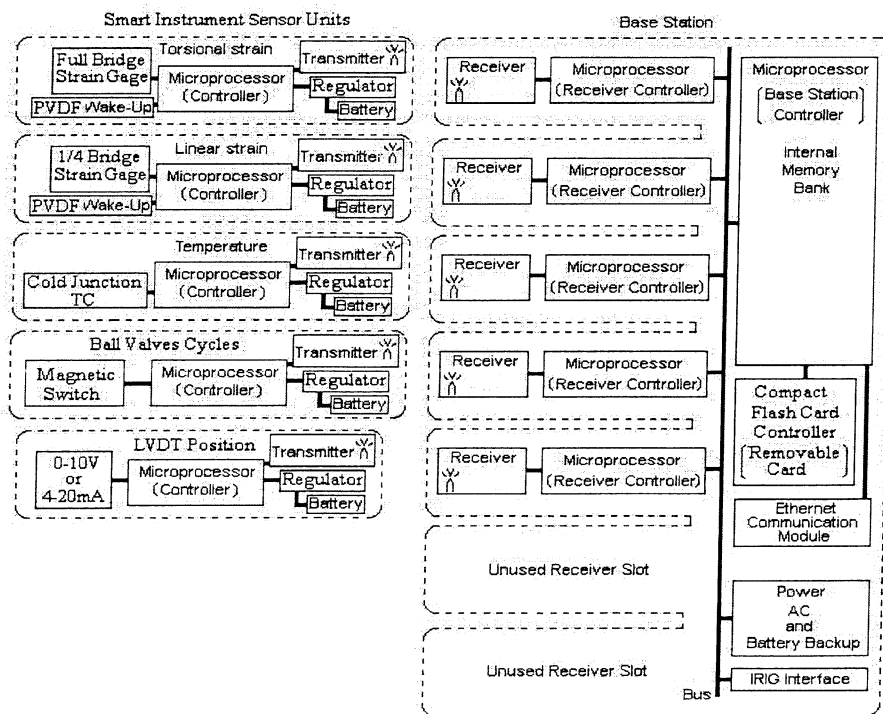 Smart Instrument Sensor Units
Torsional strain
Full Bridge
Strain Gage
PVDF Wake-Up
Microprocessor
(Controller)
Transmitter
Regulator
Battery
Linear strain
1/4 Bridge
Strain Gage
PVDF Wake-Up
Microprocessor
(Controller)
Transmitter
Regulator
Battery
Temperature
Cold Junction
TC
Microprocessor
(Controller)
Transmitter
Regulator
Battery
Ball Valves Cycles
Magnetic
Switch
Microprocessor
(Controller)
Transmitter
Regulator
Battery
LVDT Position
0-10V
or
4-20mA
Microprocessor
(Controller)
Transmitter
Regulator
Battery
Base Station
Receiver
Microprocessor
(Receiver Controller)
Receiver
Microprocessor
(Receiver Controller)
Receiver
Microprocessor
(Receiver Controller)
Receiver
Microprocessor
(Receiver Controller)
Receiver
Microprocessor
(Receiver Controller)
Unused Receiver Slot
Unused Receiver Slot
Bus
Microprocessor
(Base Station
Controller)
Internal
Memory
Bank
Compact
Flash Card
Controller
(Removable
Card)
Ethernet
Communication
Module
Power
AC
and
Battery Backup
IRIG Interface